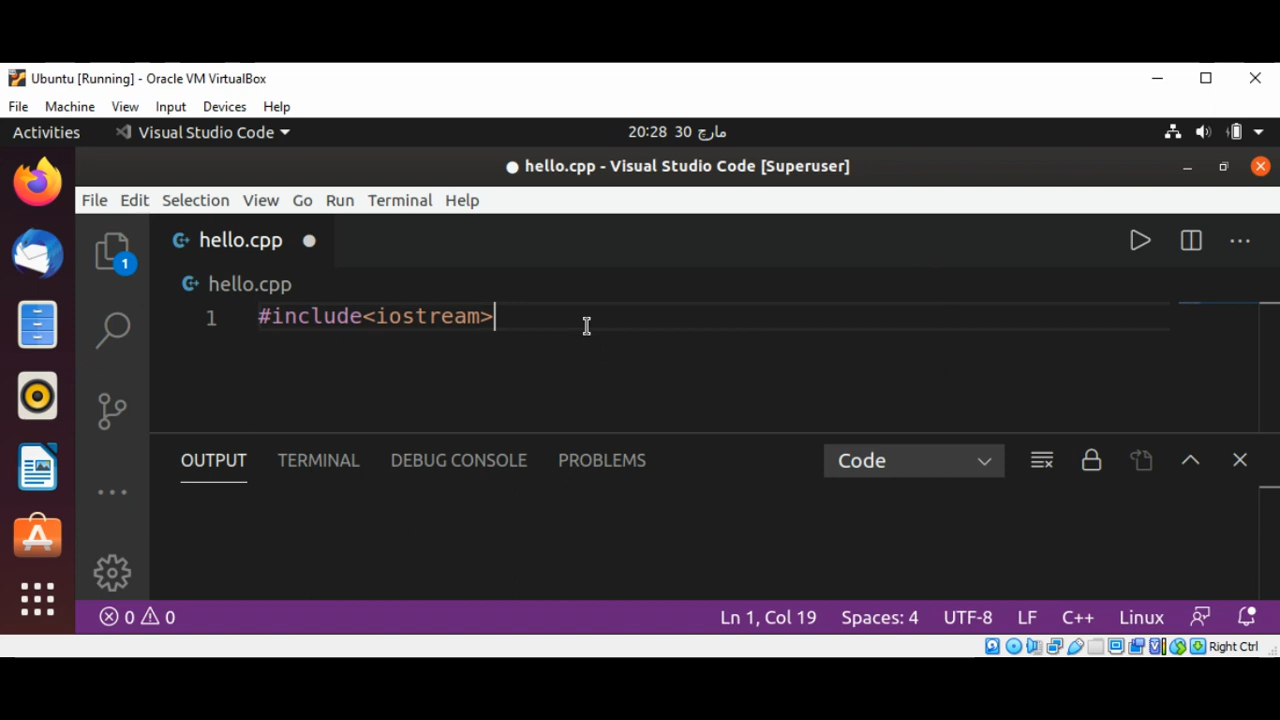 Ubuntu [Running] - Oracle VM VirtualBox
File Machine View Input Devices Help
Activities Visual Studio Code 20:28 30 مارچ
hello.cpp - Visual Studio Code [Superuser]
File Edit Selection View Go Run Terminal Help
hello.cpp
1
hello.cpp
1 #include<iostream>
OUTPUT TERMINAL DEBUG CONSOLE PROBLEMS Code
0 0 Ln 1, Col 19 Spaces: 4 UTF-8 LF C++ Linux
Right Ctrl